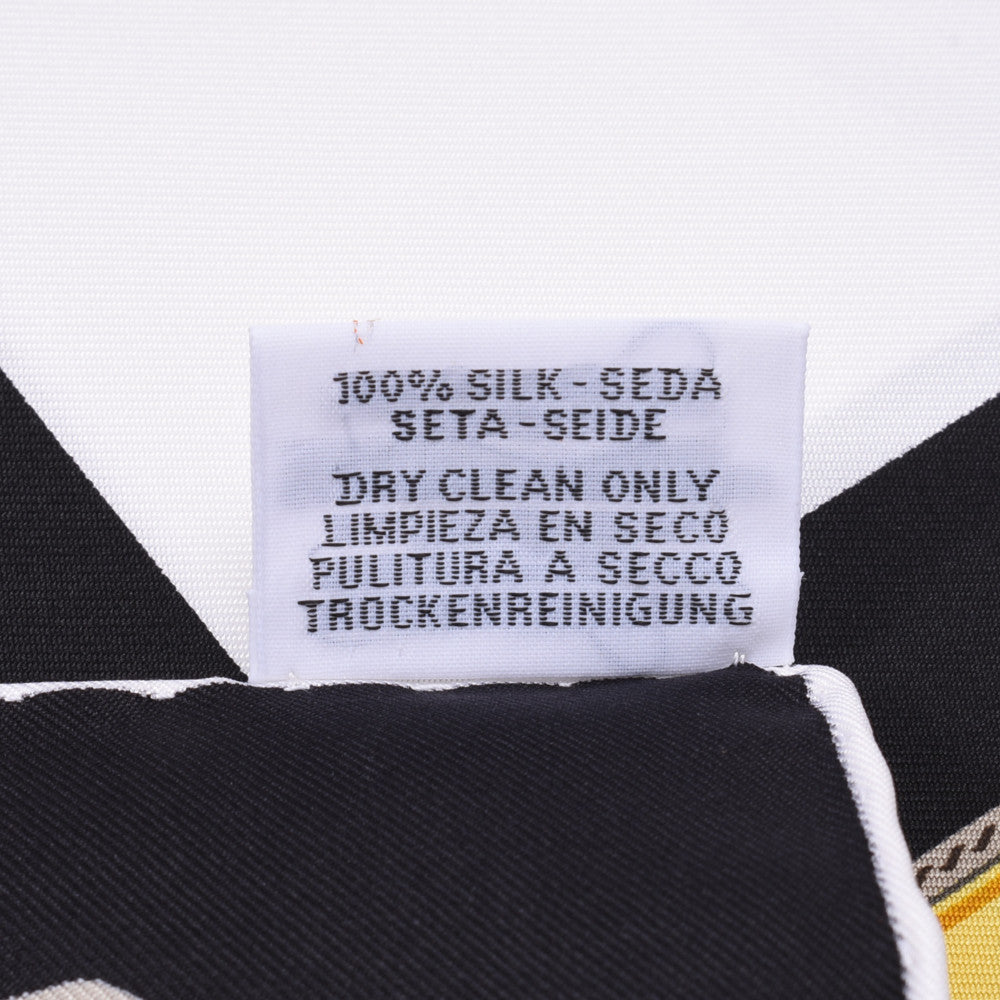 100% SILK - SEDA
SETA - SEIDE
DRY CLEAN ONLY
LIMPIEZA EN SECO
PULITURA A SECCO
TROCKENREINIGUNG